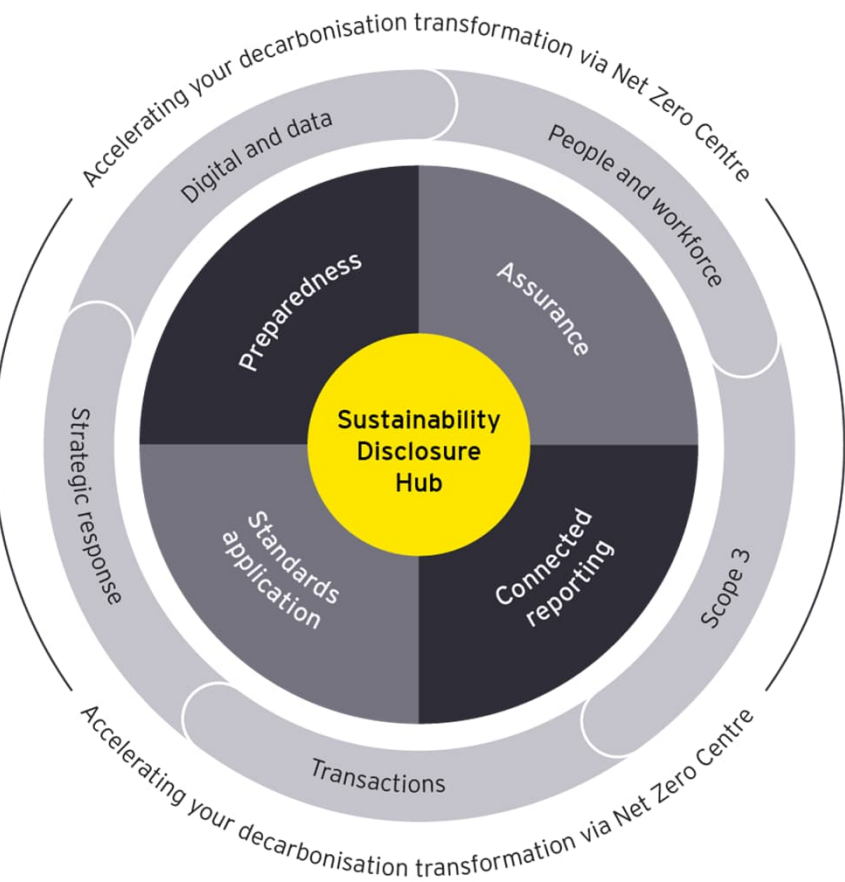 Accelerating your decarbonisation transformation via Net Zero Centre
Digital and data
People and workforce
Preparedness
Assurance
Sustainability
Disclosure
Hub
Strategic response
Standards
application
Connected
reporting
Scope 3
Transactions
Accelerating your decarbonisation transformation via Net Zero Centre